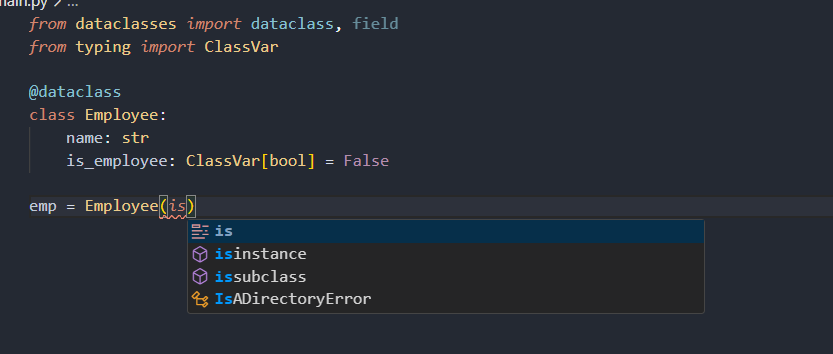 main.py > ...
from dataclasses import dataclass, field
from typing import ClassVar
@dataclass
class Employee:
    name: str
    is_employee: ClassVar[bool] = False
emp = Employee(is)
is
isinstance
issubclass
IsADirectoryError